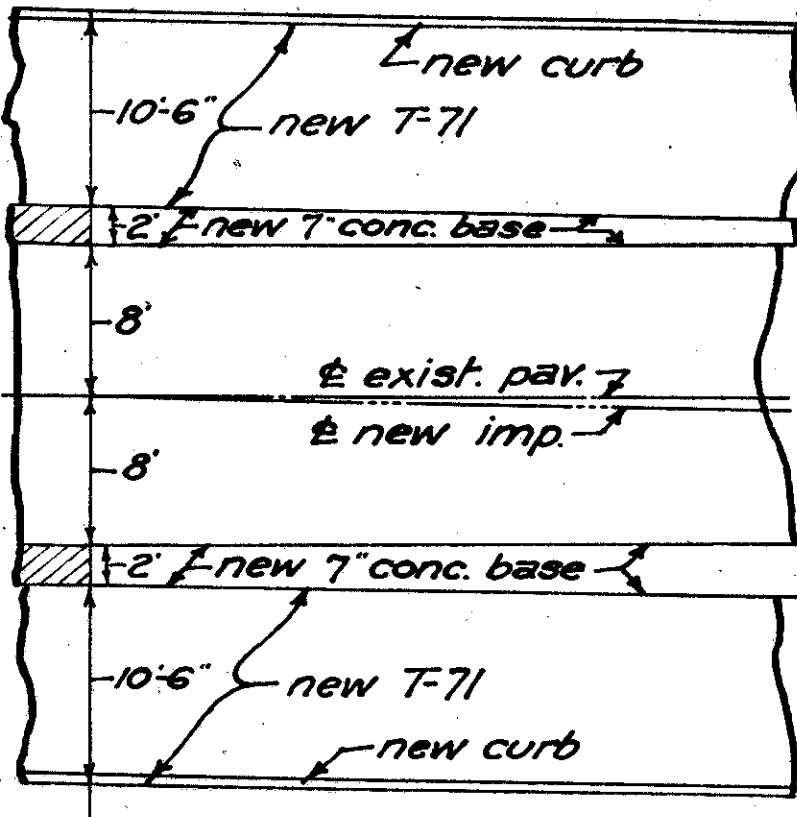 new curb
10'-6"
new T-71
2'
new 7" conc. base
8'
℄ exist. pav.
℄ new imp.
8'
2'
new 7" conc. base
10'-6"
new T-71
new curb